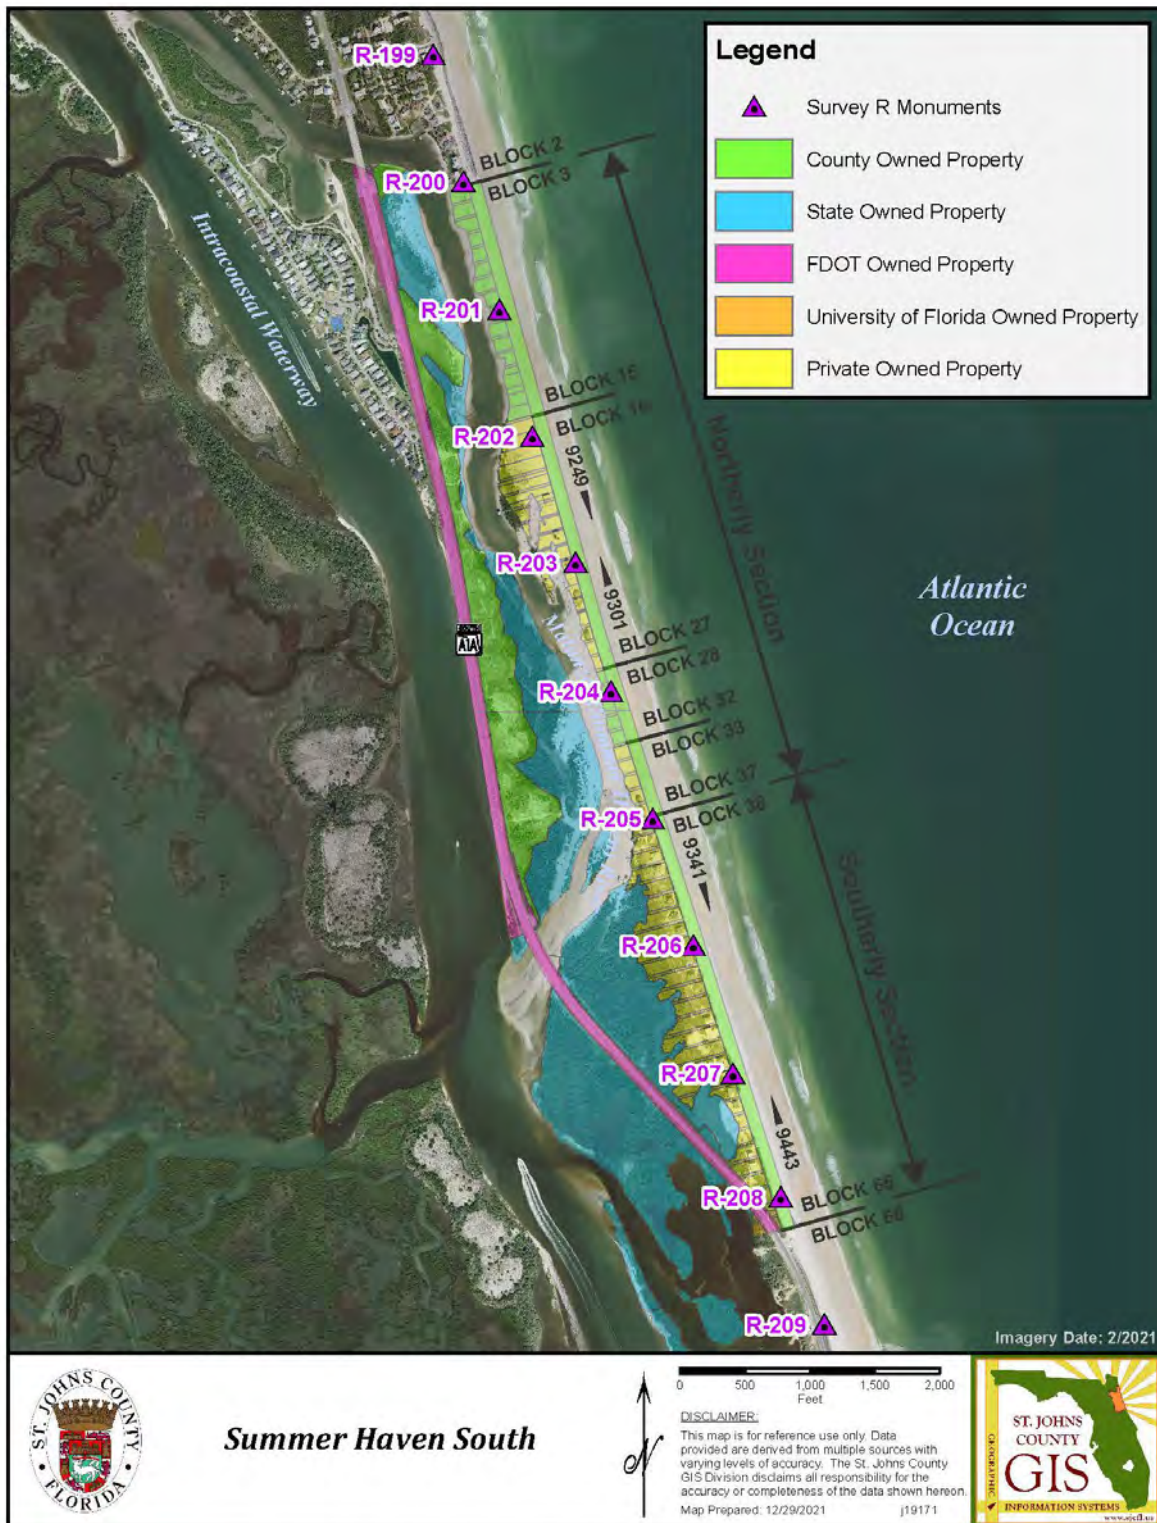 R-199
Legend
Survey R Monuments
County Owned Property
State Owned Property
FDOT Owned Property
University of Florida Owned Property
Private Owned Property
BLOCK 2
BLOCK 3
R-200
Intracoastal Waterway
R-201
BLOCK 15
BLOCK 16
R-202
9249
Northerly Section
R-203
9301
Atlantic
Ocean
A1A
BLOCK 27
BLOCK 28
R-204
BLOCK 32
BLOCK 33
BLOCK 37
BLOCK 38
R-205
9341
Southerly Section
R-206
R-207
9443
R-208
BLOCK 65
BLOCK 66
R-209
Imagery Date: 2/2021
ST. JOHNS COUNTY
FLORIDA
Summer Haven South
N
0 500 1,000 1,500 2,000
Feet
DISCLAIMER:
This map is for reference use only. Data
provided are derived from multiple sources with
varying levels of accuracy. The St. Johns County
GIS Division disclaims all responsibility for the
accuracy or completeness of the data shown hereon.
Map Prepared: 12/29/2021 j19171
ST. JOHNS
COUNTY
GIS
GEOGRAPHIC
INFORMATION SYSTEMS
www.sjcfl.us